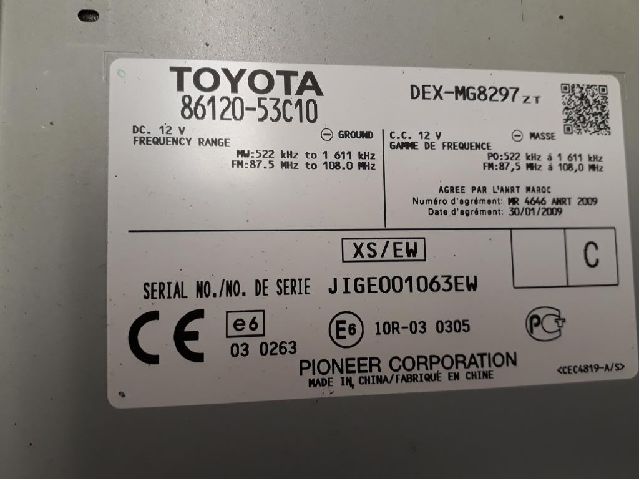 TOYOTA
86120-53C10
DEX-MG8297 ZT
DC. 12 V ⊖ GROUND
FREQUENCY RANGE
MW:522 kHz to 1 611 kHz
FM:87.5 MHz to 108.0 MHz
C.C. 12 V ⊖ MASSE
GAMME DE FREQUENCE
PO:522 kHz á 1 611 kHz
FM:87,5 MHz á 108,0 MHz
AGREE PAR L'ANRT MAROC
Numéro d'agrément: MR 4646 ANRT 2009
Date d'agrément: 30/01/2009
XS/EW
C
SERIAL NO./NO. DE SERIE JIGE001063EW
CE e6 E6 10R-03 0305
03 0263
PIONEER CORPORATION
MADE IN CHINA/FABRIQUÉ EN CHINE
<CEC4819-A/S>